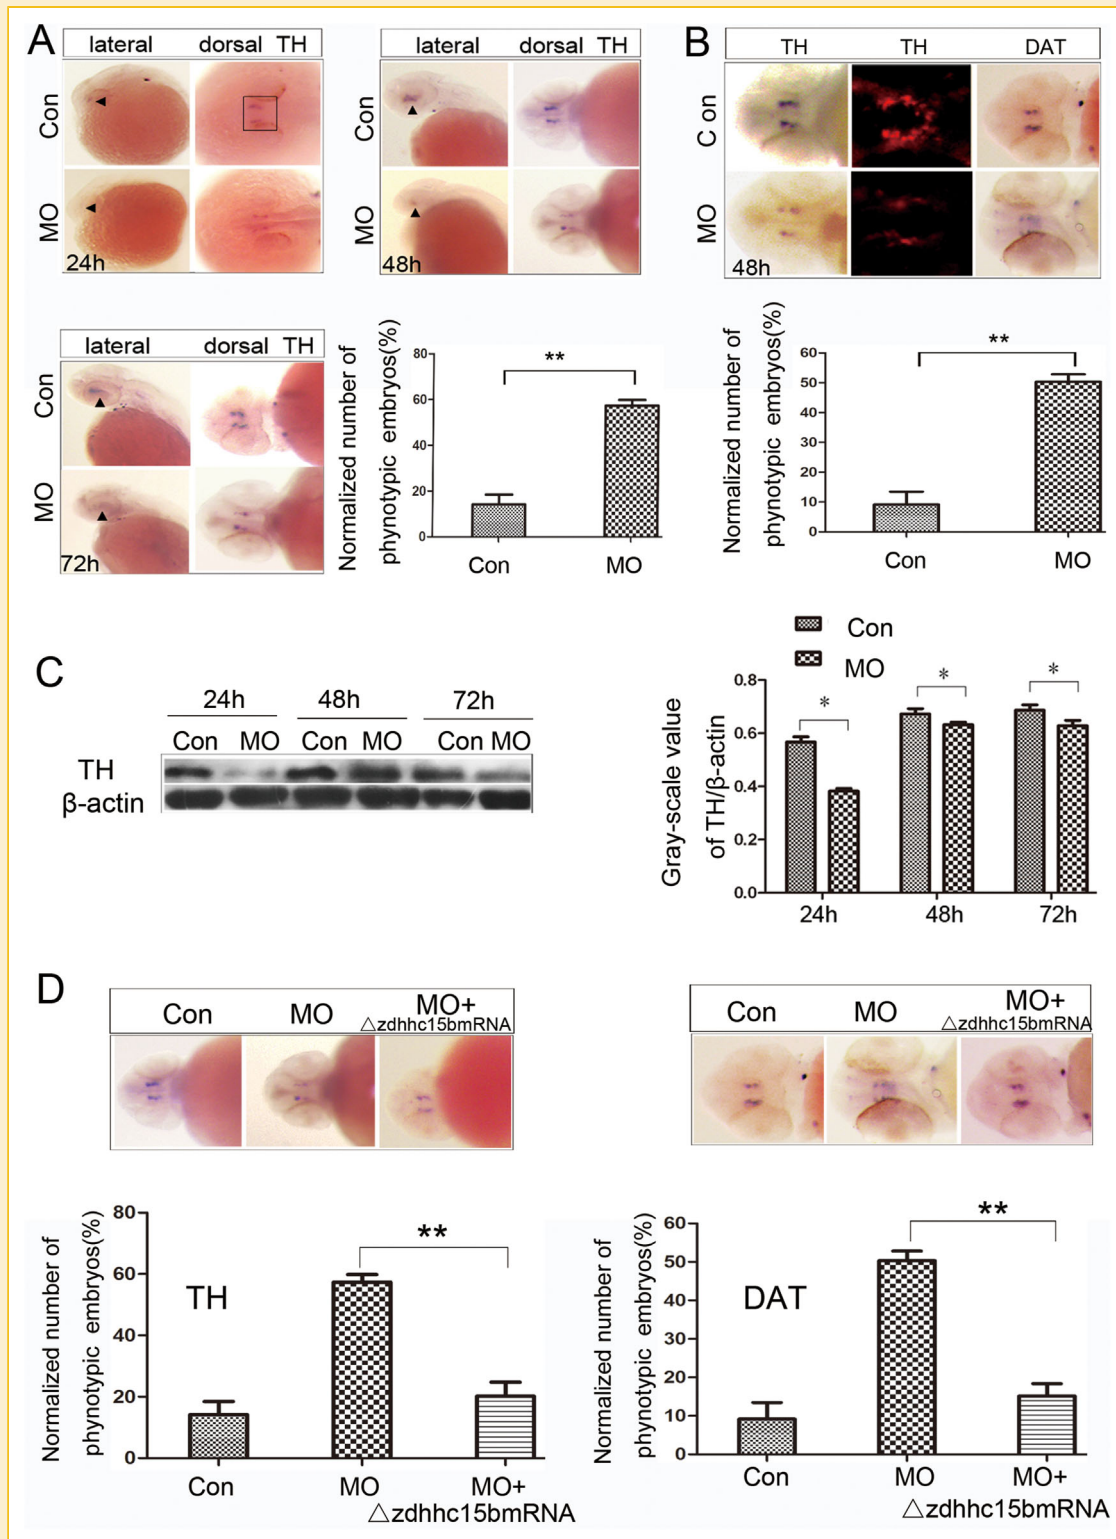 A
lateral dorsal TH
Con
MO
24h
lateral dorsal TH
Con
MO
48h
B
TH TH DAT
C on
MO
48h
lateral dorsal TH
Con
MO
72h
Normalized number of
phynotypic embryos(%)
80
60
40
20
0
**
Con MO
Normalized number of
phynotypic embryos(%)
60
50
40
30
20
10
0
**
Con MO
C
24h 48h 72h
Con MO Con MO Con MO
TH
β-actin
Con
MO
Gray-scale value
of TH/β-actin
0.8
0.6
0.4
0.2
0.0
* * *
24h 48h 72h
D
Con MO MO+
△zdhhc15bmRNA
Con MO MO+
△zdhhc15bmRNA
Normalized number of
phynotypic embryos(%)
80
60
40
20
0
TH
**
Con MO MO+
△zdhhc15bmRNA
Normalized number of
phynotypic embryos(%)
60
50
40
30
20
10
0
DAT
**
Con MO MO+
△zdhhc15bmRNA